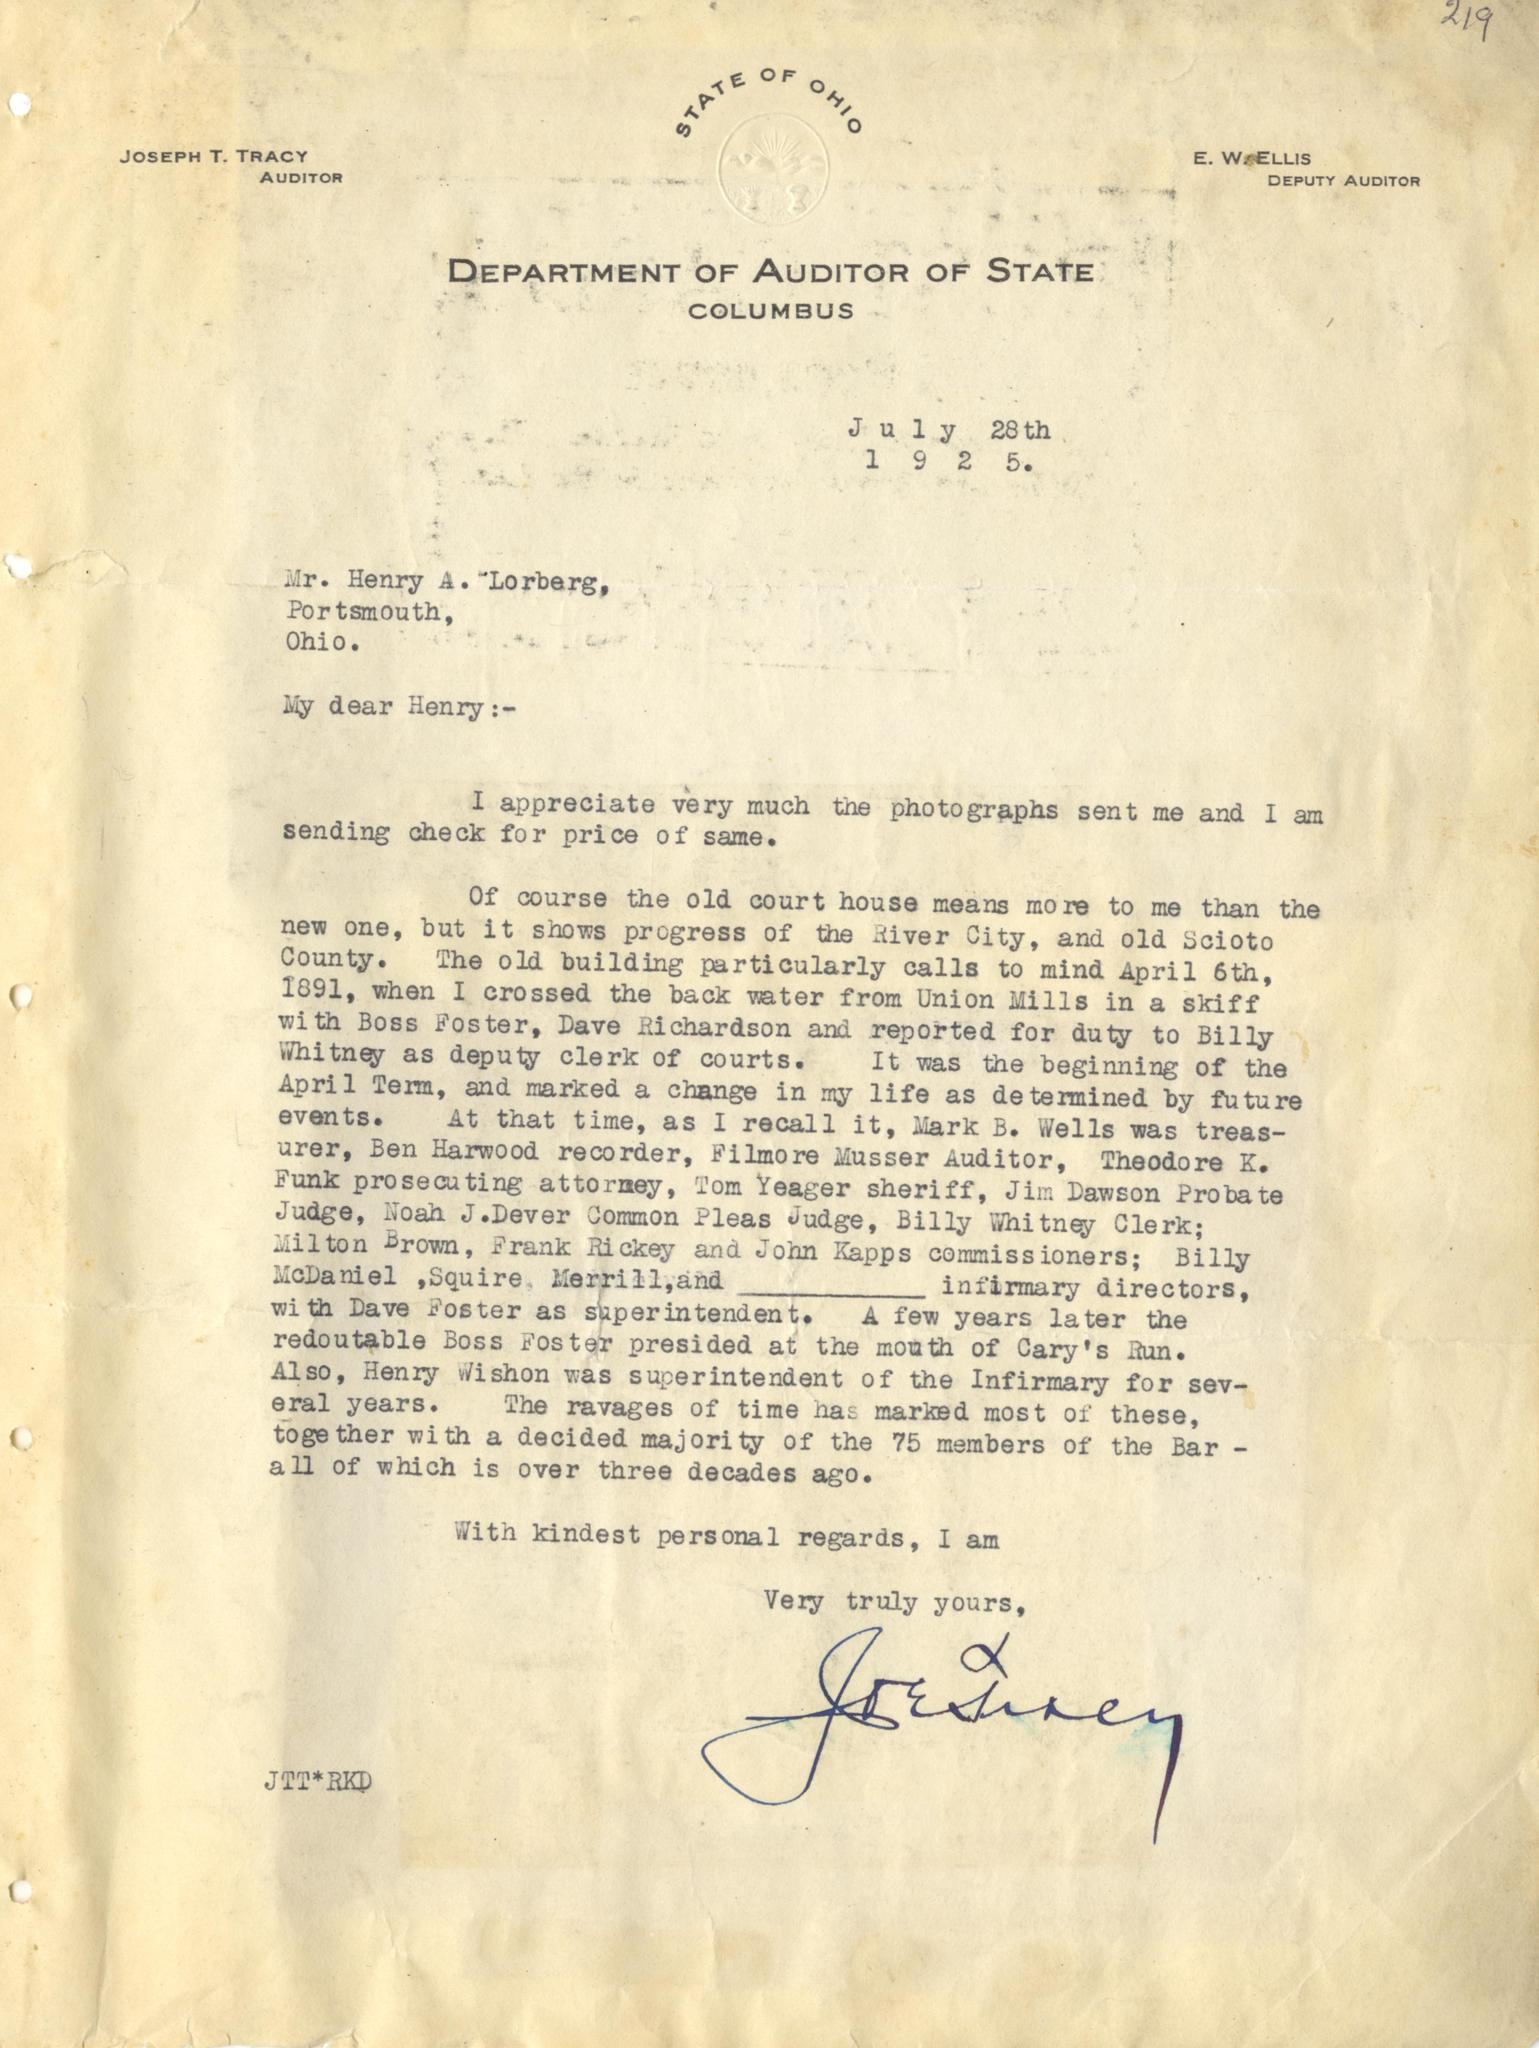 219
STATE OF OHIO
JOSEPH T. TRACY
AUDITOR
E. W. ELLIS
DEPUTY AUDITOR
DEPARTMENT OF AUDITOR OF STATE
COLUMBUS
July 28th
1925.
Mr. Henry A. Lorberg,
Portsmouth,
Ohio.
My dear Henry:-
I appreciate very much the photographs sent me and I am
sending check for price of same.
Of course the old court house means more to me than the
new one, but it shows progress of the River City, and old Scioto
County. The old building particularly calls to mind April 6th,
1891, when I crossed the back water from Union Mills in a skiff
with Boss Foster, Dave Richardson and reported for duty to Billy
Whitney as deputy clerk of courts. It was the beginning of the
April Term, and marked a change in my life as determined by future
events. At that time, as I recall it, Mark B. Wells was treas-
urer, Ben Harwood recorder, Filmore Musser Auditor, Theodore K.
Funk prosecuting attorney, Tom Yeager sheriff, Jim Dawson Probate
Judge, Noah J.Dever Common Pleas Judge, Billy Whitney Clerk;
Milton Brown, Frank Rickey and John Kapps commissioners; Billy
McDaniel ,Squire Merrill,and ___________ infirmary directors,
with Dave Foster as superintendent. A few years later the
redoutable Boss Foster presided at the mouth of Cary's Run.
Also, Henry Wishon was superintendent of the Infirmary for sev-
eral years. The ravages of time has marked most of these,
together with a decided majority of the 75 members of the Bar -
all of which is over three decades ago.
With kindest personal regards, I am
Very truly yours,
Joe Tracy
JTT*RKD